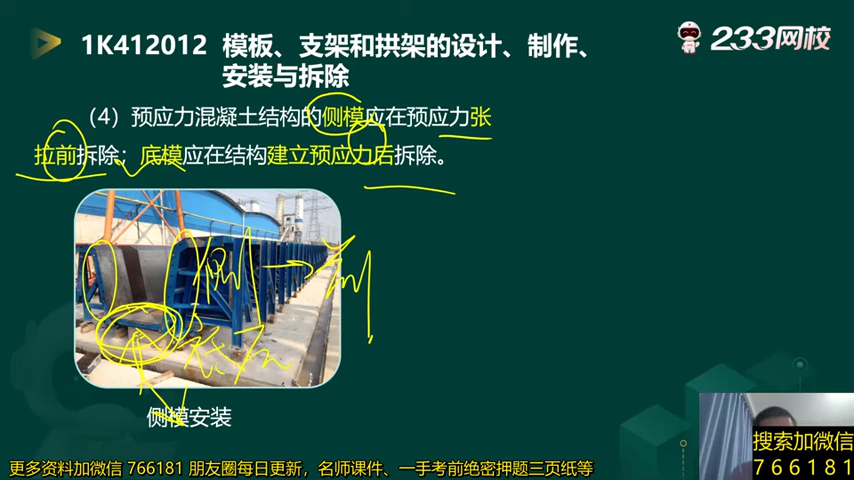 1K412012 模板、支架和拱架的设计、制作、
安装与拆除
233网校
（4）预应力混凝土结构的侧模应在预应力张
拉前拆除；底模应在结构建立预应力后拆除。
侧→前
底后
侧模安装
搜索加微信
766181
更多资料加微信 766181 朋友圈每日更新，名师课件、一手考前绝密押题三页纸等